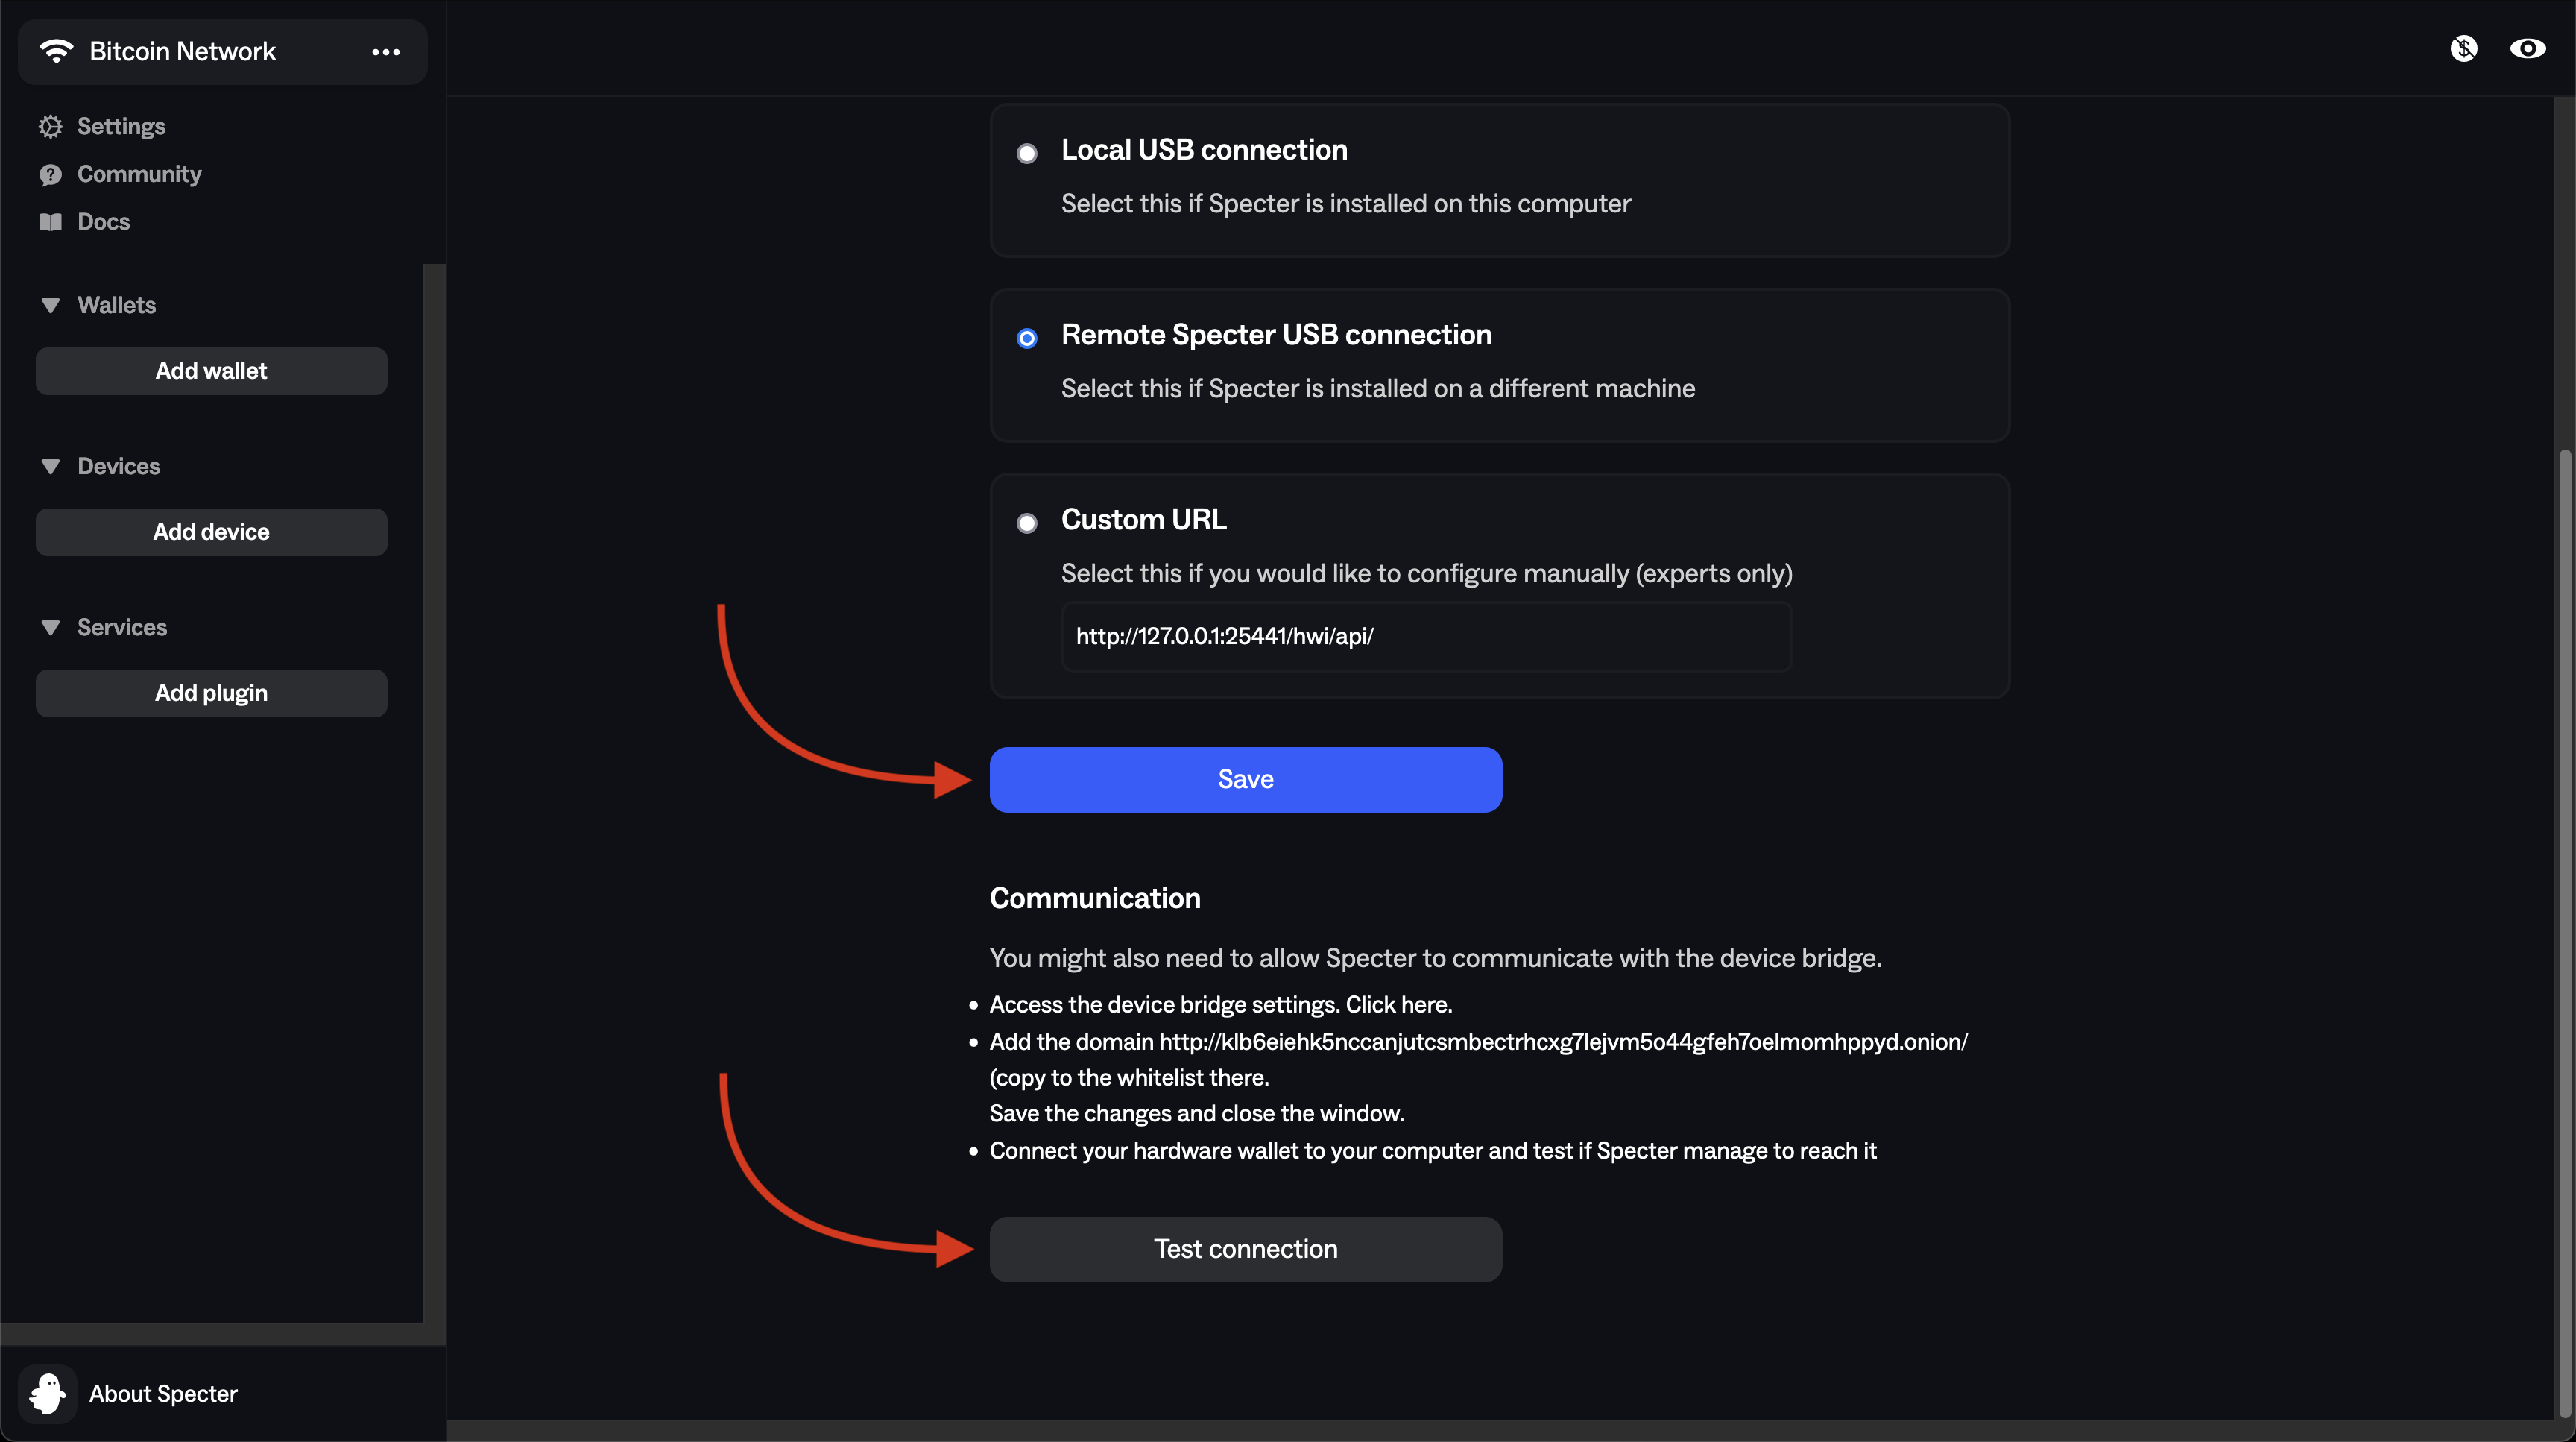 Bitcoin Network
Settings
Community
Docs
Wallets
Add wallet
Devices
Add device
Services
Add plugin
About Specter
Local USB connection
Select this if Specter is installed on this computer
Remote Specter USB connection
Select this if Specter is installed on a different machine
Custom URL
Select this if you would like to configure manually (experts only)
http://127.0.0.1:25441/hwi/api/
Save
Communication
You might also need to allow Specter to communicate with the device bridge.
Access the device bridge settings. Click here.
Add the domain http://klb6eiehk5nccanjutcsmbectrhcxg7lejvm5o44gfeh7oelmomhppyd.onion/
(copy to the whitelist there.
Save the changes and close the window.
Connect your hardware wallet to your computer and test if Specter manage to reach it
Test connection